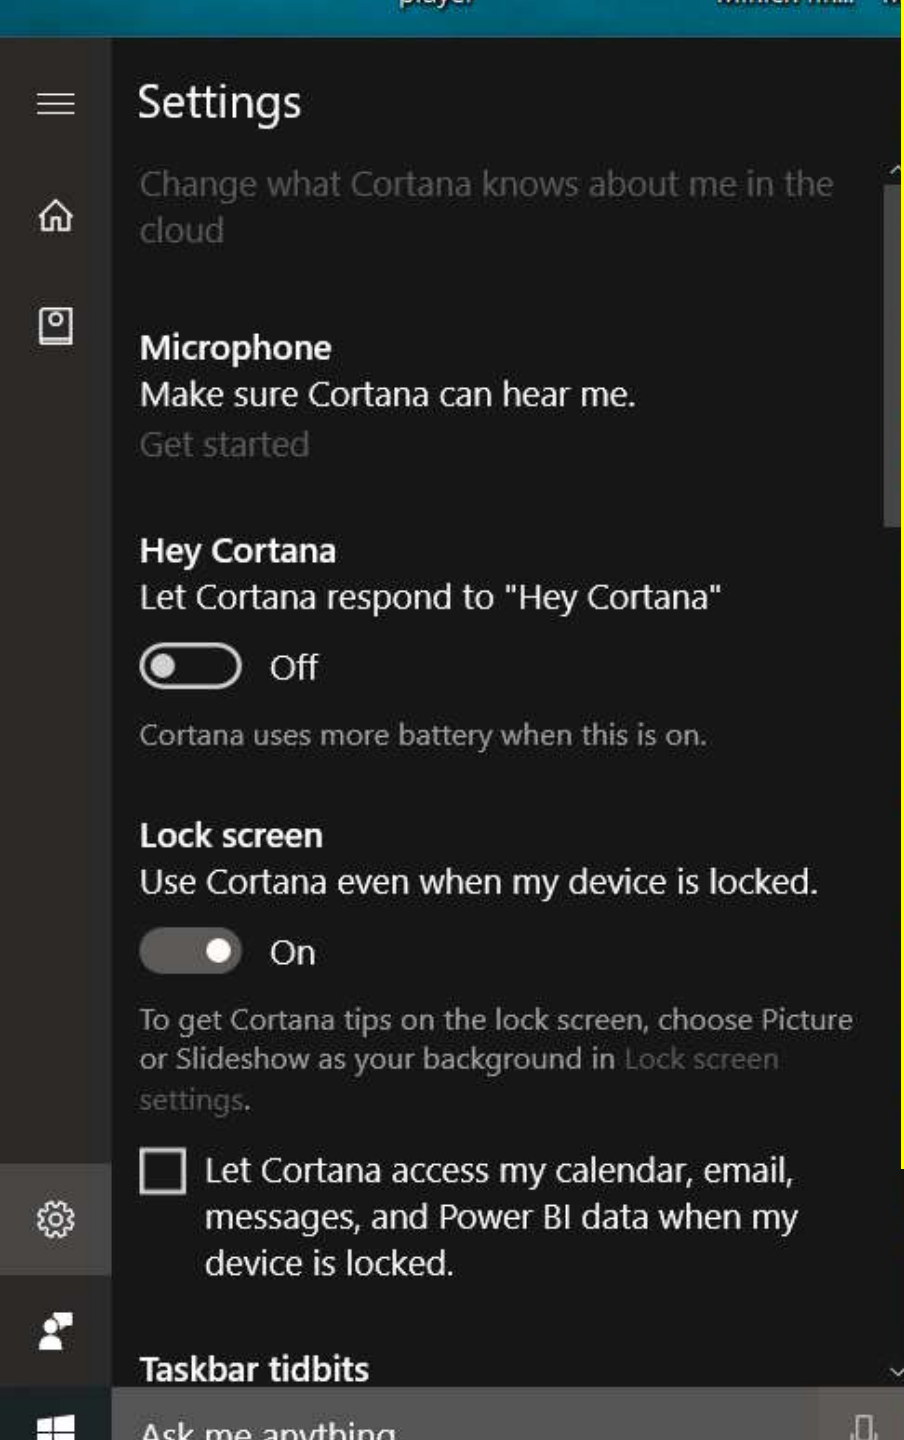 player
Settings
Change what Cortana knows about me in the
cloud
Microphone
Make sure Cortana can hear me.
Get started
Hey Cortana
Let Cortana respond to "Hey Cortana"
Off
Cortana uses more battery when this is on.
Lock screen
Use Cortana even when my device is locked.
On
To get Cortana tips on the lock screen, choose Picture
or Slideshow as your background in Lock screen
settings.
Let Cortana access my calendar, email,
messages, and Power BI data when my
device is locked.
Taskbar tidbits
Ask me anything